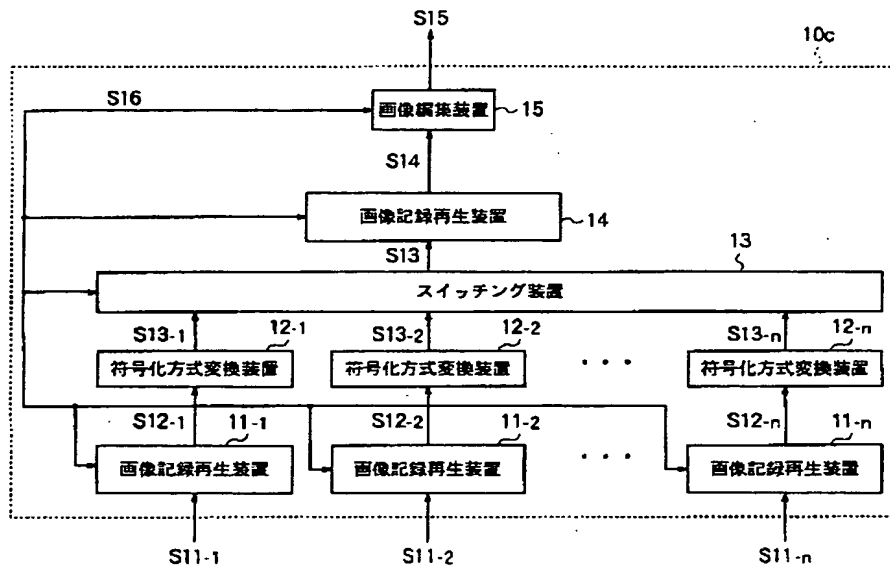 S15
10c
S16
画像編集装置
15
S14
画像記録再生装置
14
S13
13
スイッチング装置
S13-1
12-1
S13-2
12-2
S13-n
12-n
符号化方式変換装置
符号化方式変換装置
・・・
符号化方式変換装置
S12-1
11-1
S12-2
11-2
S12-n
11-n
画像記録再生装置
画像記録再生装置
・・・
画像記録再生装置
S11-1
S11-2
S11-n